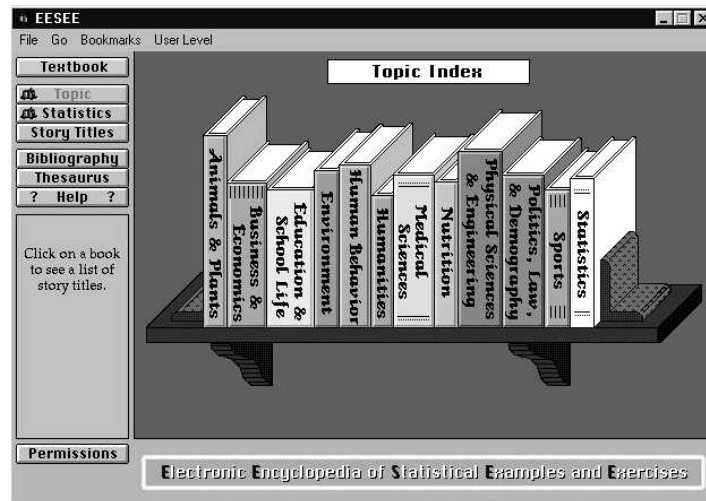 EESEE
File Go Bookmarks User Level
Textbook
Topic
Statistics
Story Titles
Bibliography
Thesaurus
? Help ?
Click on a book
to see a list of
story titles.
Permissions
Topic Index
Animals & Plants
Business &
Economics
Education &
School Life
Environment
Human Behavior
Humanities
Medical
Sciences
Nutrition
Physical Sciences
& Engineering
Politics, Law,
& Demography
Sports
Statistics
Electronic Encyclopedia of Statistical Examples and Exercises